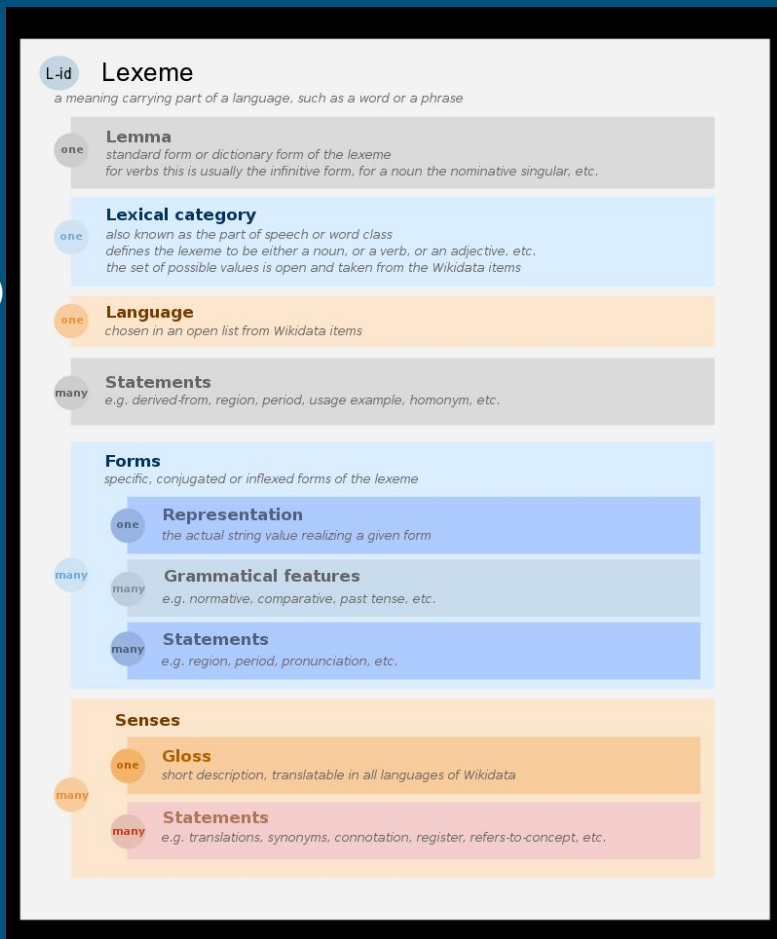 L-id Lexeme
a meaning carrying part of a language, such as a word or a phrase
one
Lemma
standard form or dictionary form of the lexeme
for verbs this is usually the infinitive form, for a noun the nominative singular, etc.
one
Lexical category
also known as the part of speech or word class
defines the lexeme to be either a noun, or a verb, or an adjective, etc.
the set of possible values is open and taken from the Wikidata items
one
Language
chosen in an open list from Wikidata items
many
Statements
e.g. derived-from, region, period, usage example, homonym, etc.
many
Forms
specific, conjugated or inflexed forms of the lexeme
one
Representation
the actual string value realizing a given form
many
Grammatical features
e.g. normative, comparative, past tense, etc.
many
Statements
e.g. region, period, pronunciation, etc.
many
Senses
one
Gloss
short description, translatable in all languages of Wikidata
many
Statements
e.g. translations, synonyms, connotation, register, refers-to-concept, etc.